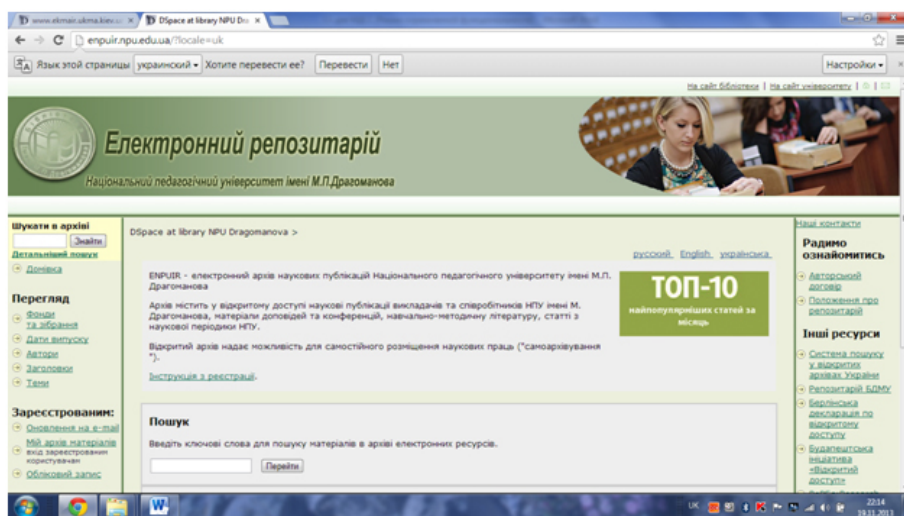 www.ekmair.ukma.kiev.u
DSpace at library NPU Dra
enpuir.npu.edu.ua/?locale=uk
Язык этой страницы украинский Хотите перевести ее? Перевести Нет Настройки
На сайт бібліотеки | На сайт університету
Електронний репозитарій
Національний педагогічний університет імені М.П.Драгоманова
Шукати в архіві
Знайти
Детальніший пошук
Домівка
Перегляд
Фонди
та зібрання
Дати випуску
Автори
Заголовки
Теми
Зареєстрованим:
Оновлення на e-mail
Мій архів матеріалів
вхід зареєстрованим
користувачам
Обліковий запис
DSpace at library NPU Dragomanova >
русский English українська
ENPUIR - електронний архів наукових публікацій Національного педагогічного університету імені М.П.
Драгоманова
Архів містить у відкритому доступі наукові публікації викладачів та співробітників НПУ імені М.
Драгоманова, матеріали доповідей та конференцій, навчально-методичну літературу, статті з
наукової періодики НПУ.
Відкритий архів надає можливість для самостійного розміщення наукових праць ("самоархівування
").
Інструкція з реєстрації.
ТОП-10
найпопулярніших статей за
місяць
Пошук
Введіть ключові слова для пошуку матеріалів в архіві електронних ресурсів.
Перейти
Наші контакти
Радимо
ознайомитись
Авторський
договір
Положення про
репозитарій
Інші ресурси
Система пошуку
у відкритих
архівах України
Репозитарій БДМУ
Берлінська
декларація по
відкритому
доступу
Будапештська
ініціатива
«Відкритий
доступ»
UK
22:14
19.11.2013